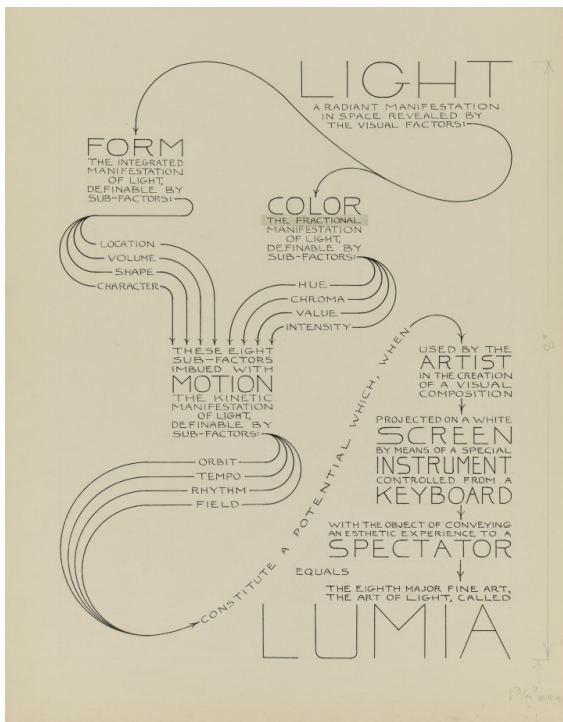 LIGHT
A RADIANT MANIFESTATION
IN SPACE REVEALED BY
THE VISUAL FACTORS:
FORM
THE INTEGRATED
MANIFESTATION
OF LIGHT,
DEFINABLE BY
SUB-FACTORS:
COLOR
THE FRACTIONAL
MANIFESTATION
OF LIGHT,
DEFINABLE BY
SUB-FACTORS:
LOCATION
VOLUME
SHAPE
CHARACTER
HUE
CHROMA
VALUE
INTENSITY
THESE EIGHT
SUB-FACTORS
IMBUED WITH
MOTION
THE KINETIC
MANIFESTATION
OF LIGHT,
DEFINABLE BY
SUB-FACTORS:
ORBIT
TEMPO
RHYTHM
FIELD
CONSTITUTE A POTENTIAL WHICH, WHEN
USED BY THE
ARTIST
IN THE CREATION
OF A VISUAL
COMPOSITION
PROJECTED ON A WHITE
SCREEN
BY MEANS OF A SPECIAL
INSTRUMENT
CONTROLLED FROM A
KEYBOARD
WITH THE OBJECT OF CONVEYING
AN ESTHETIC EXPERIENCE TO A
SPECTATOR
EQUALS
THE EIGHTH MAJOR FINE ART,
THE ART OF LIGHT, CALLED
LUMIA